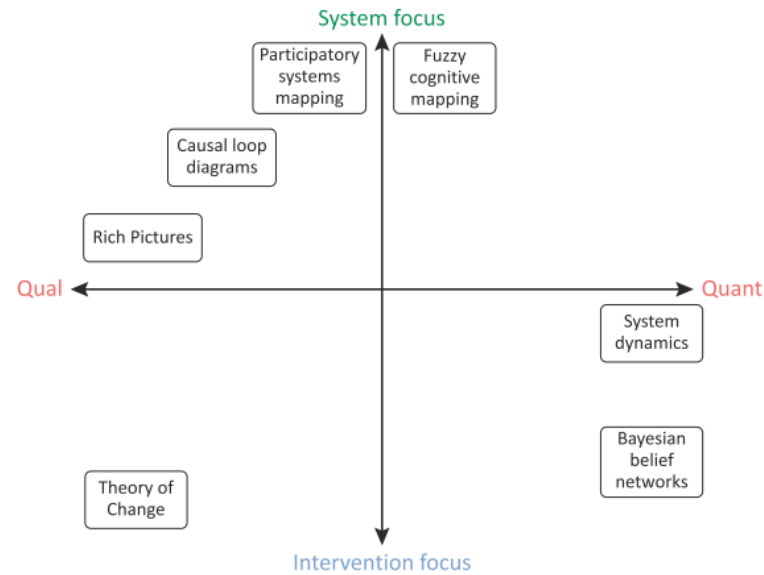 System focus
Participatory
systems
mapping
Fuzzy
cognitive
mapping
Causal loop
diagrams
Rich Pictures
Qual
Quant
System
dynamics
Bayesian
belief
networks
Theory of
Change
Intervention focus